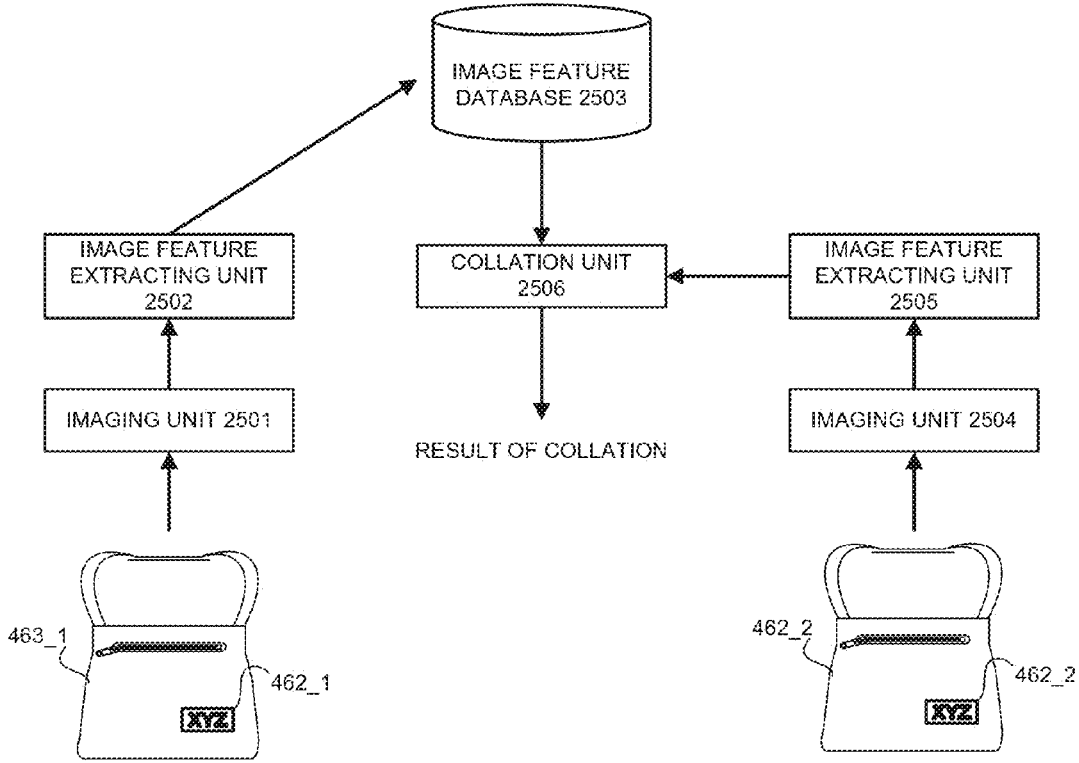 IMAGE FEATURE
DATABASE 2503
IMAGE FEATURE
EXTRACTING UNIT
2502
COLLATION UNIT
2506
IMAGE FEATURE
EXTRACTING UNIT
2505
IMAGING UNIT 2501
RESULT OF COLLATION
IMAGING UNIT 2504
463_1
462_1
XYZ
462_2
462_2
XYZ